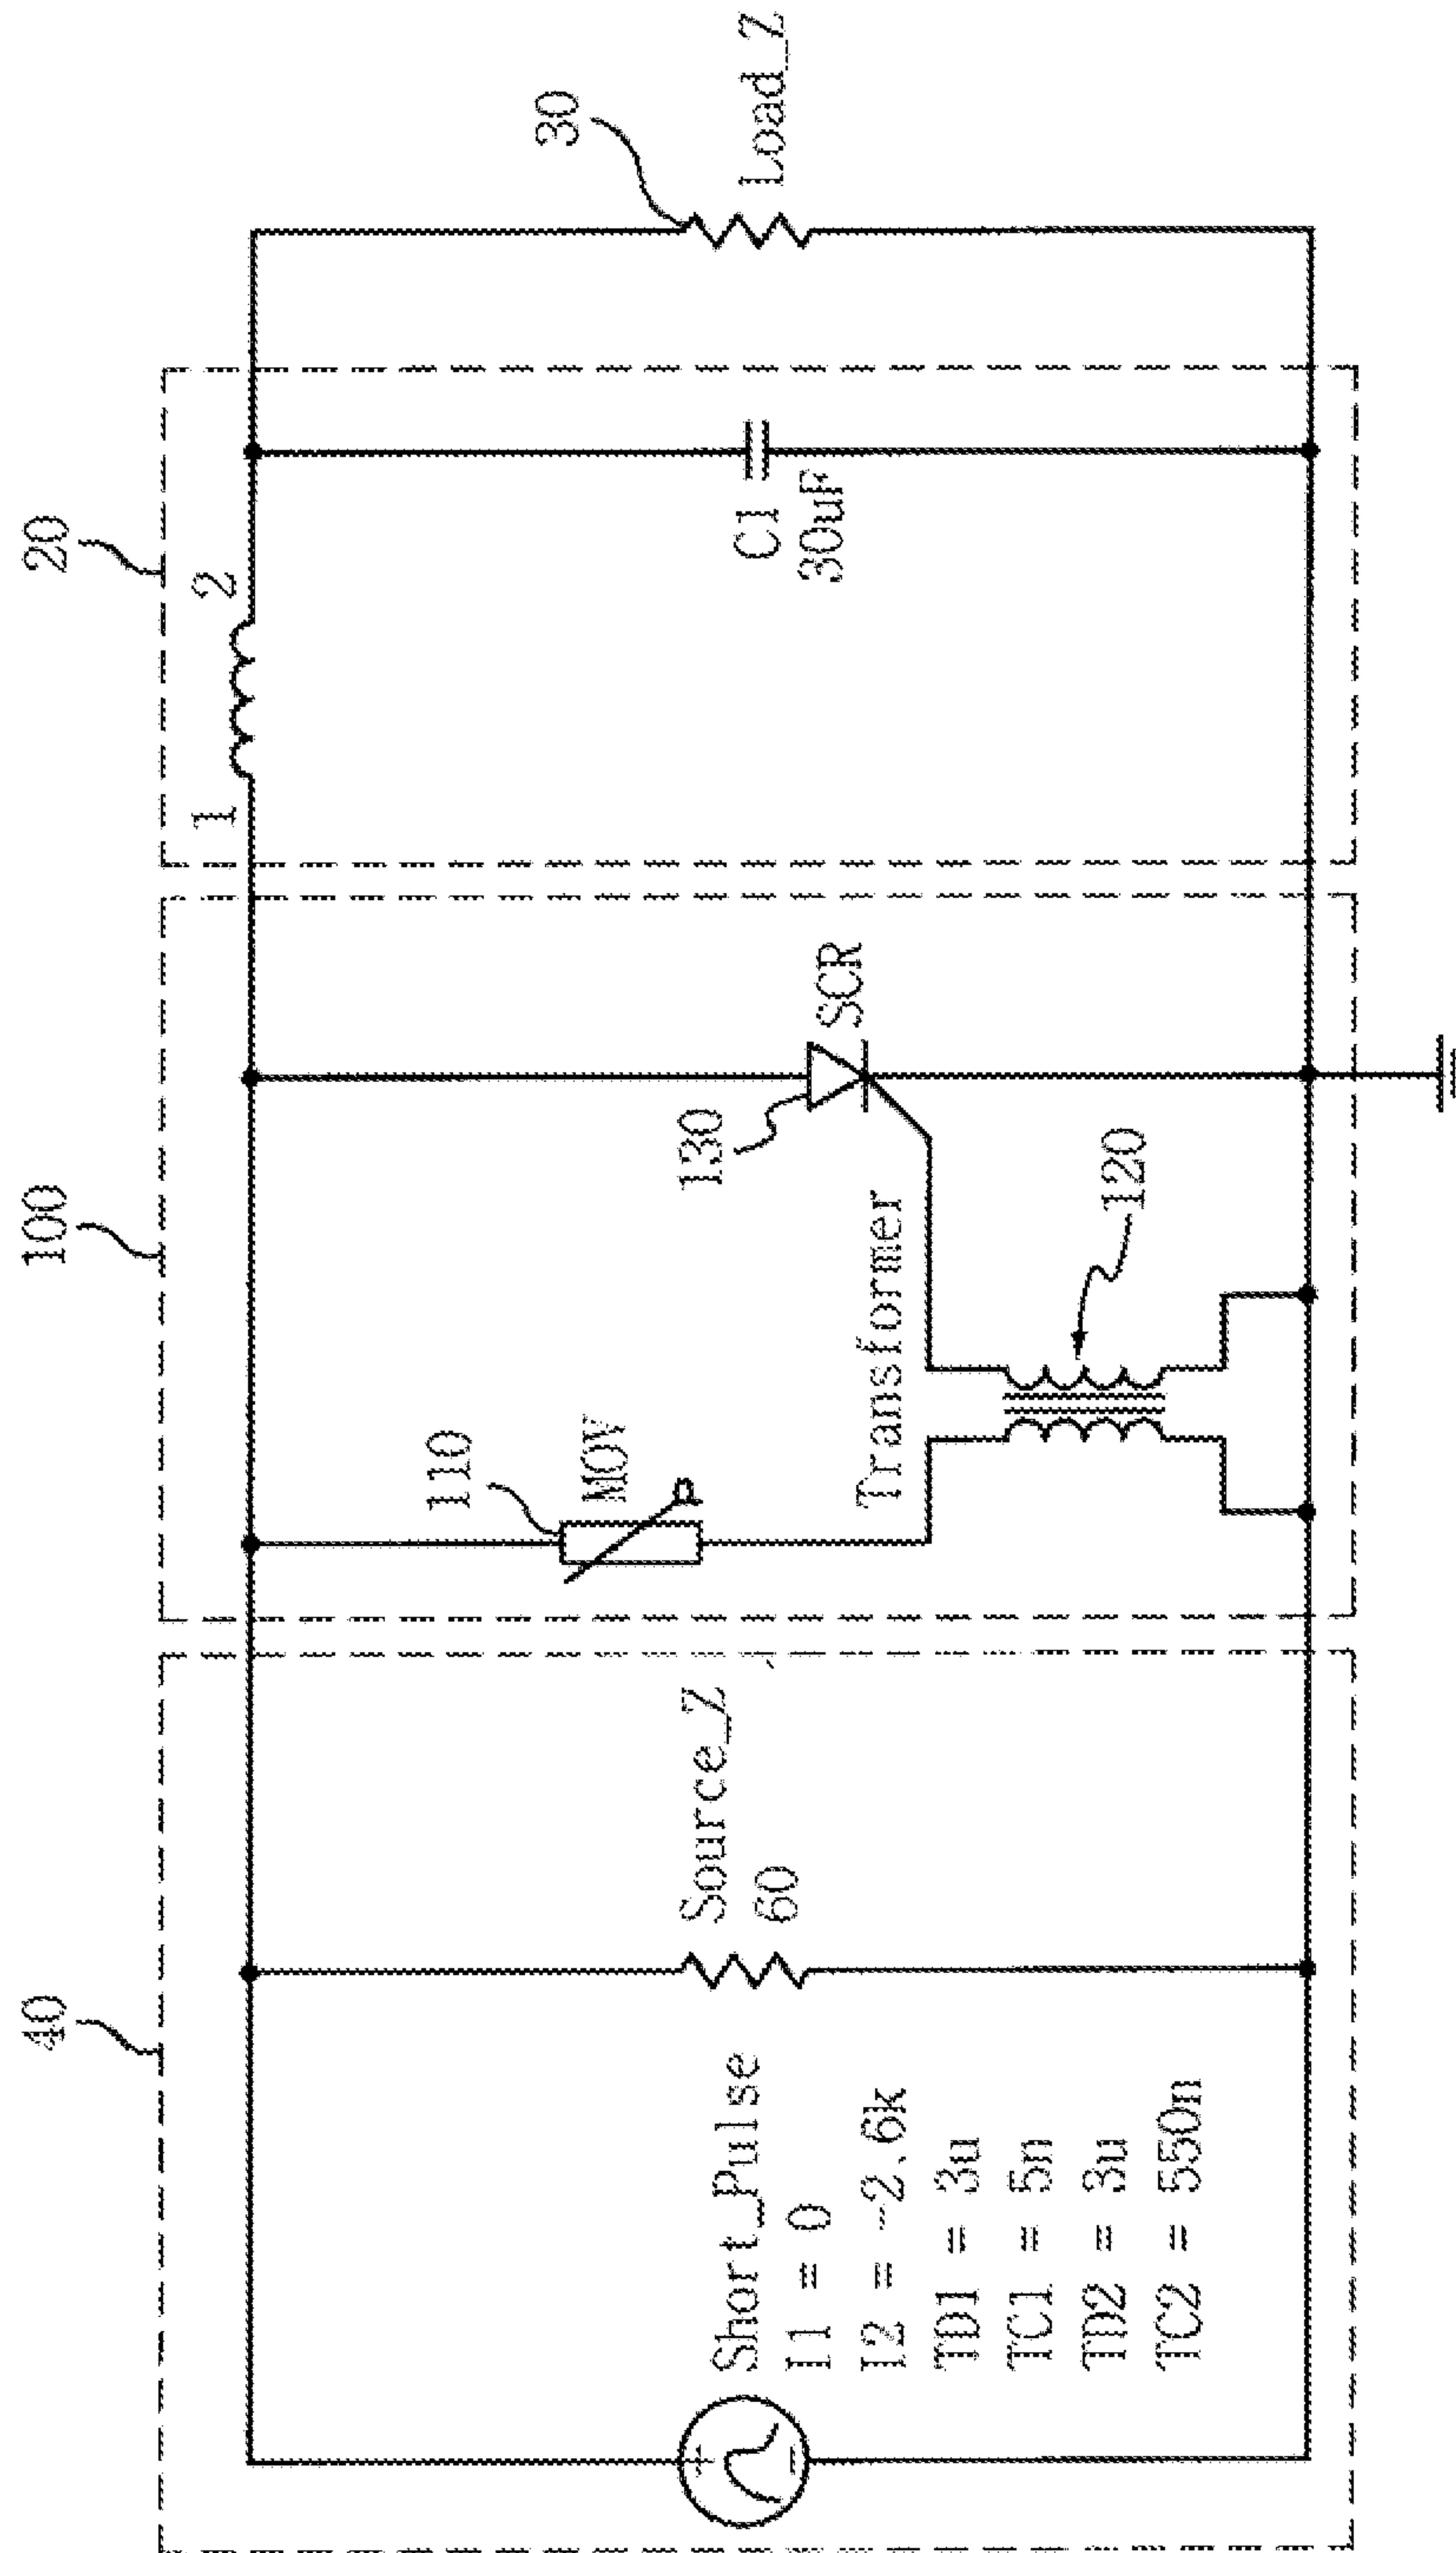 40
100
20
30
Short_Pulse
I1 = 0
I2 = -2.6k
TD1 = 3u
TC1 = 5n
TD2 = 3u
TC2 = 550n
Source_Z
60
110
MOV
Transformer
120
130
SCR
1
2
C1
30uF
Load_Z